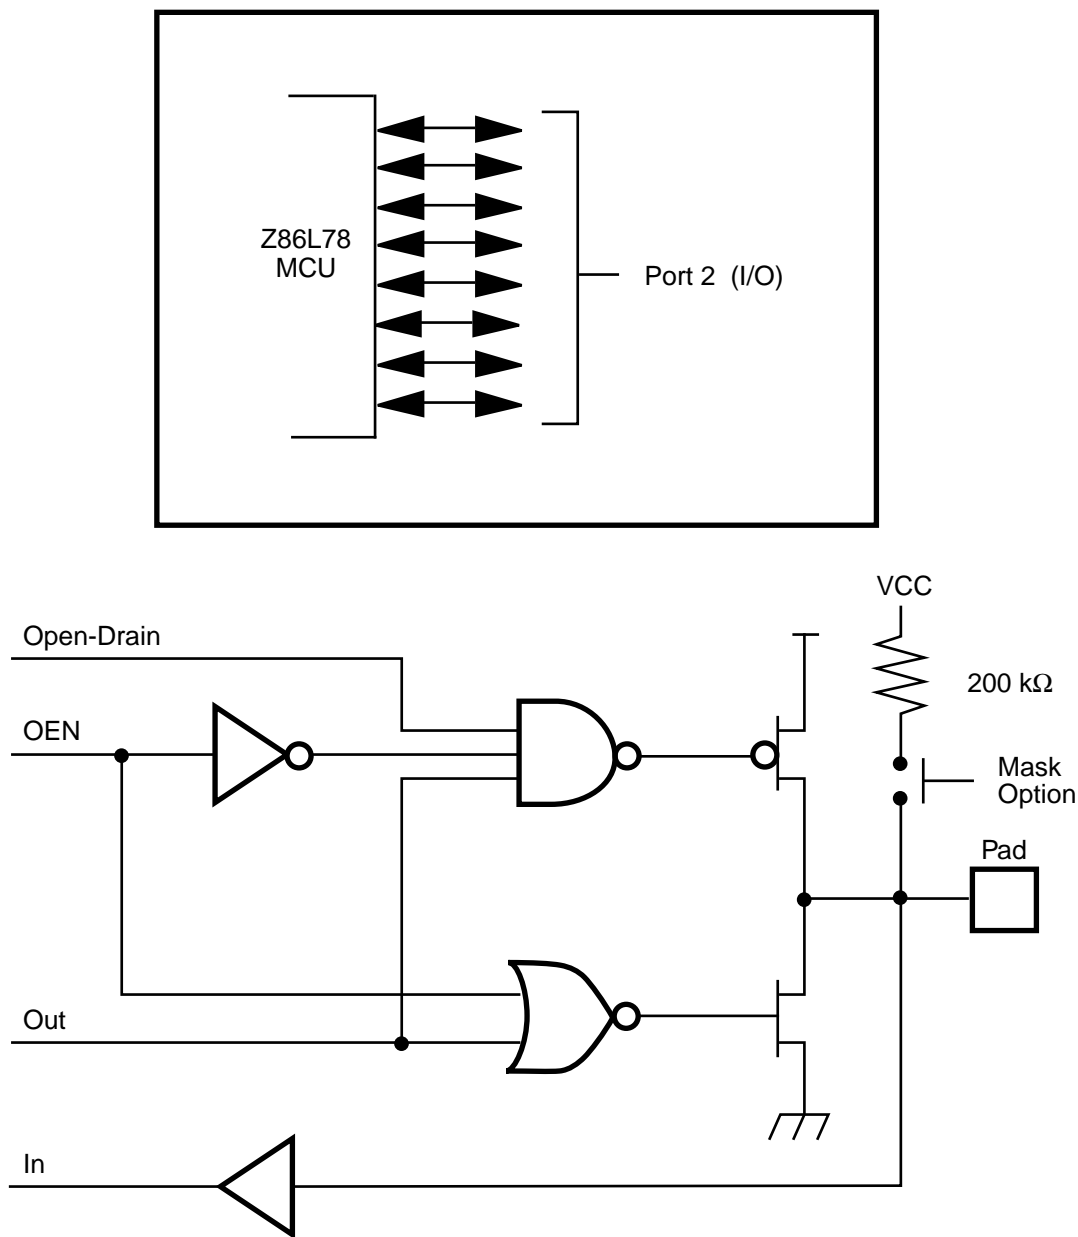 Z86L78
MCU
Port 2 (I/O)
VCC
Open-Drain
200 kΩ
OEN
Mask
Option
Pad
Out
In